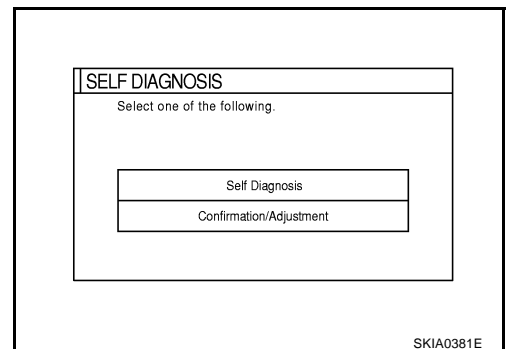 SELF DIAGNOSIS
Select one of the following.
Self Diagnosis
Confirmation/Adjustment
SKIA0381E